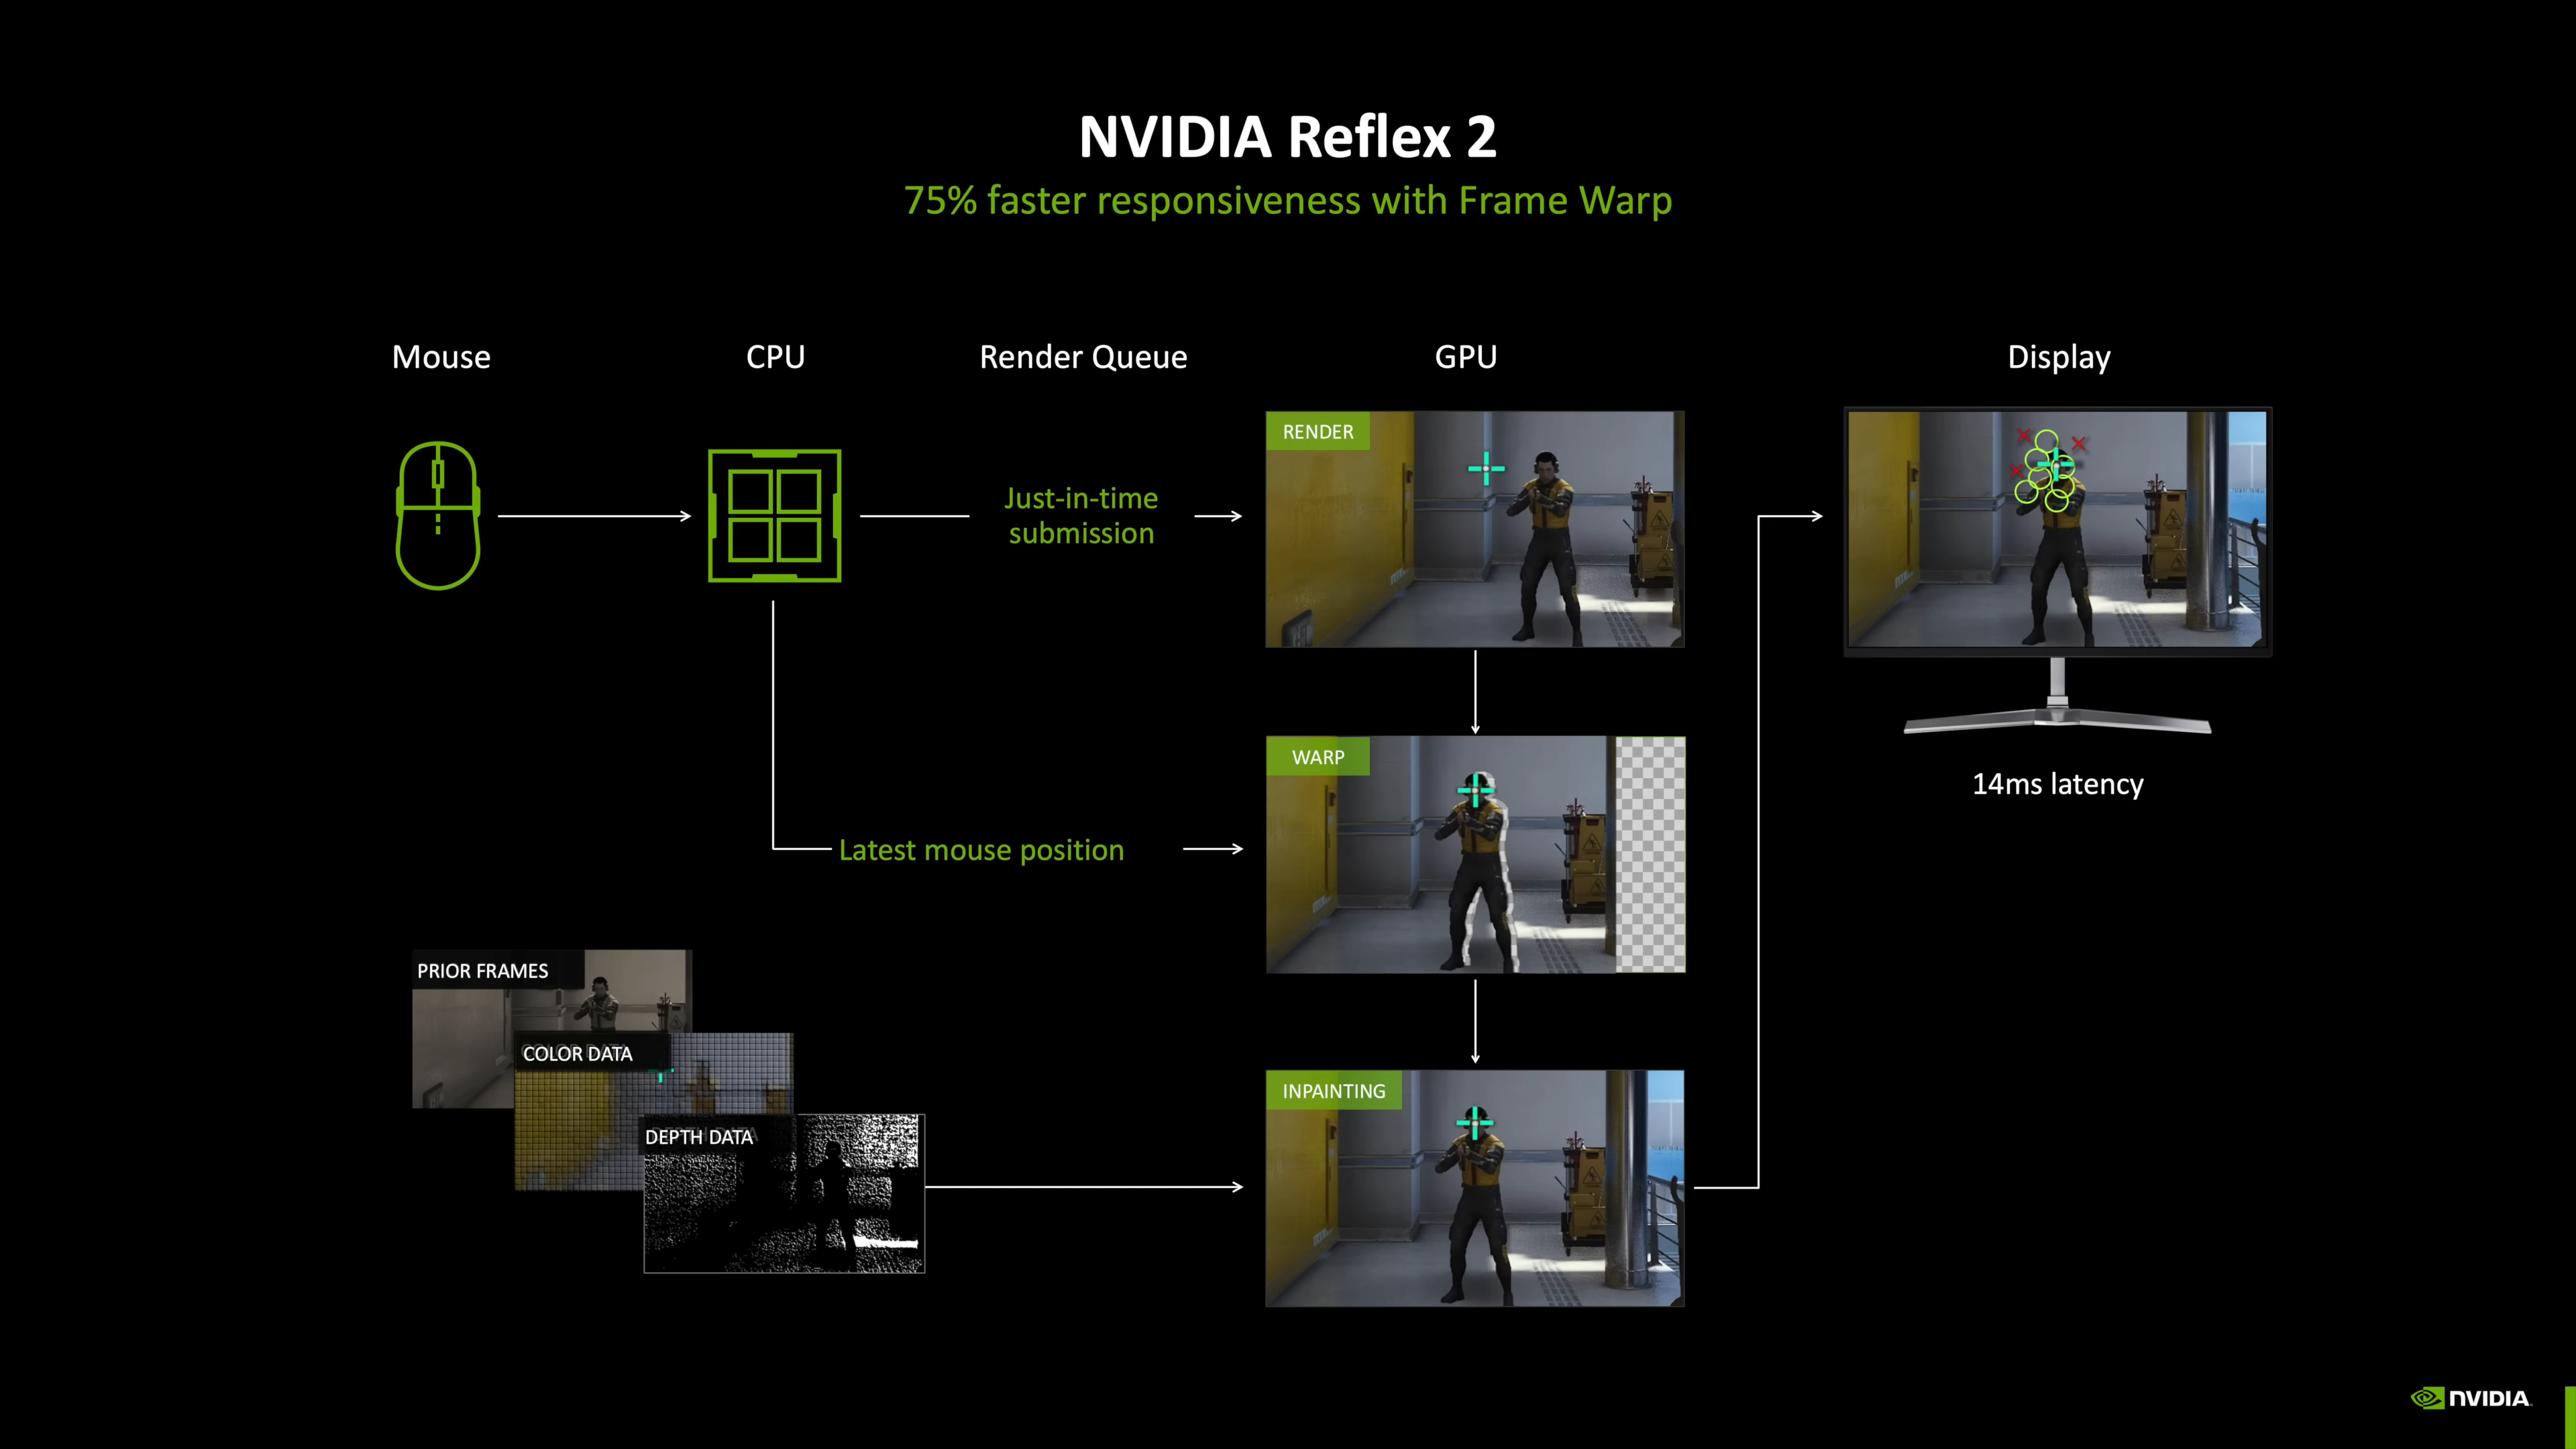 NVIDIA Reflex 2
75% faster responsiveness with Frame Warp
Mouse
CPU
Render Queue
GPU
Display
RENDER
Just-in-time
submission
WARP
14ms latency
Latest mouse position
PRIOR FRAMES
COLOR DATA
DEPTH DATA
INPAINTING
NVIDIA